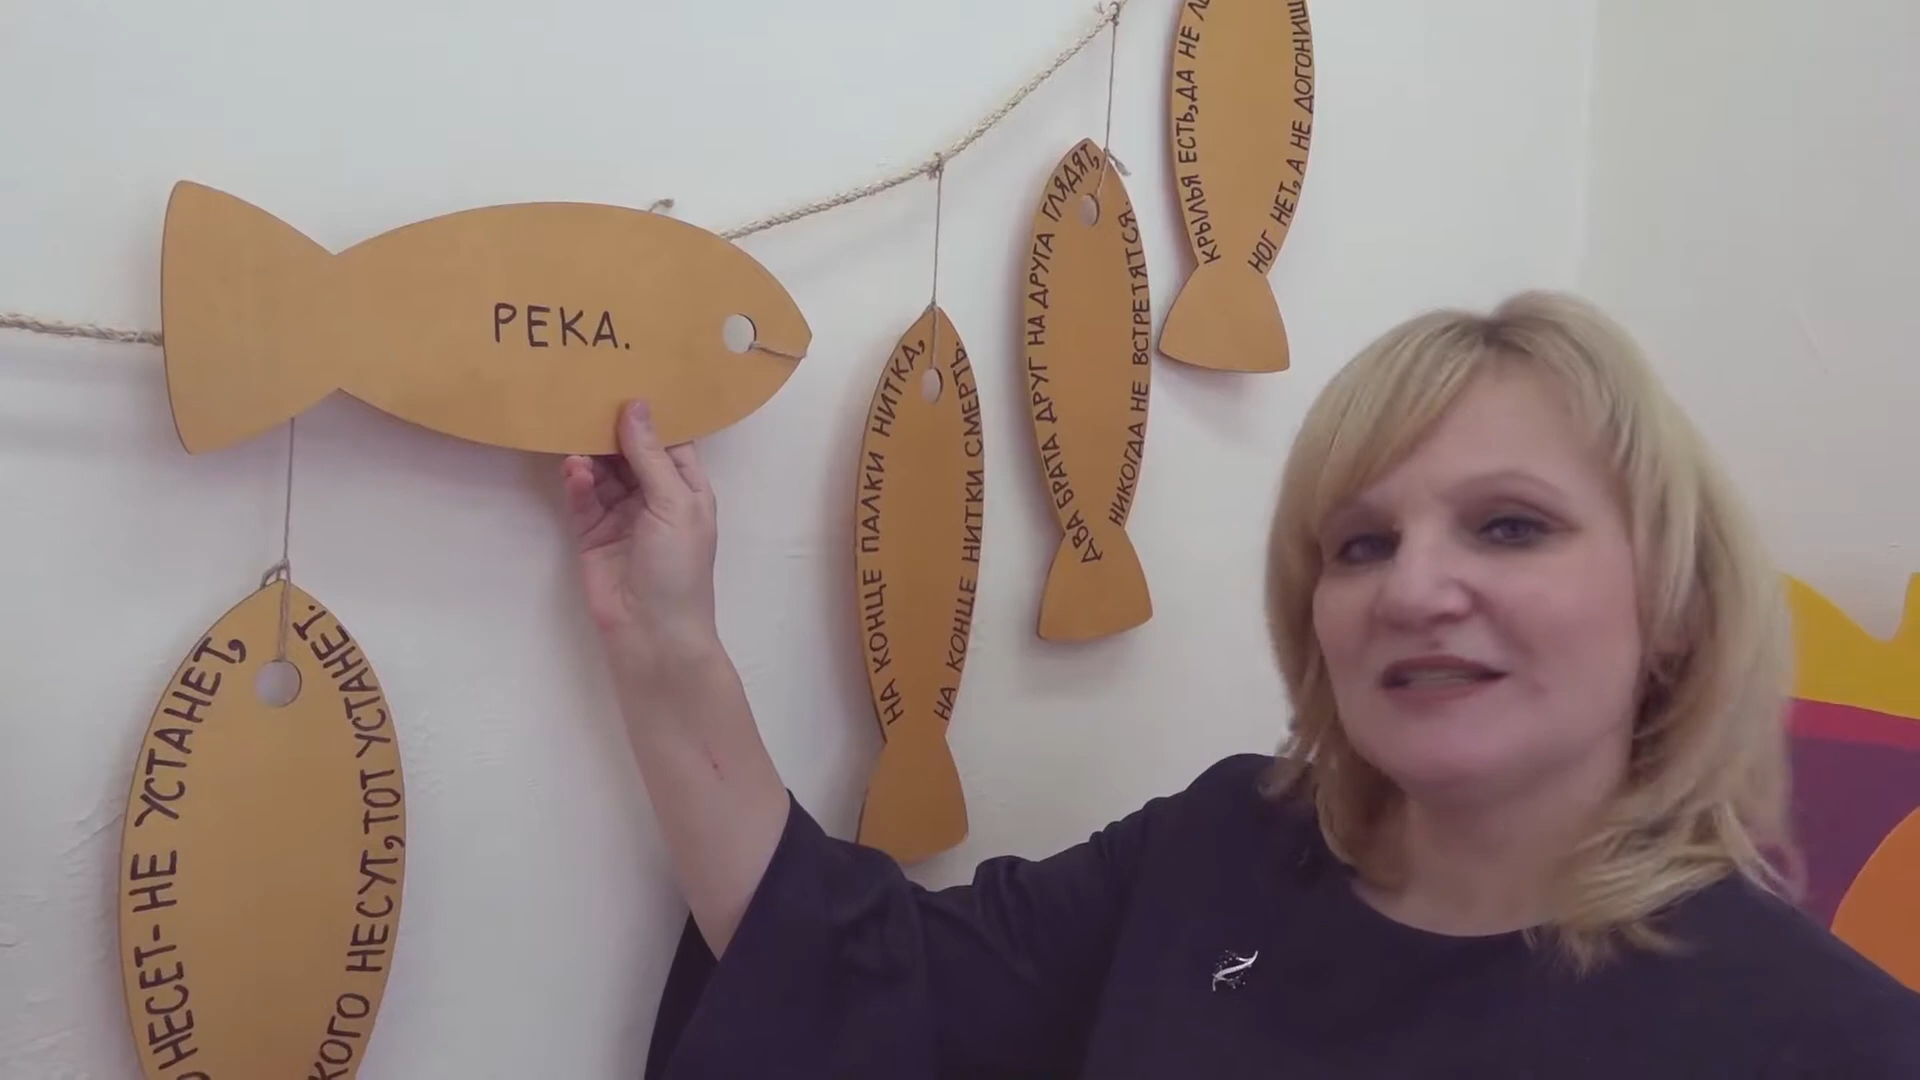 РЕКА.
НЕСЕТ- НЕ УСТАНЕТ,
КОГО НЕСУТ, ТОТ УСТАНЕТ.
НА КОНЦЕ ПАЛКИ НИТКА,
НА КОНЦЕ НИТКИ СМЕРТЬ.
ДВА БРАТА ДРУГ НА ДРУГА ГЛЯДЯТ,
НИКОГДА НЕ ВСТРЕТЯТСЯ.
КРЫЛЬЯ ЕСТЬ, ДА НЕ
НОГ НЕТ, А НЕ ДОГОНИШ